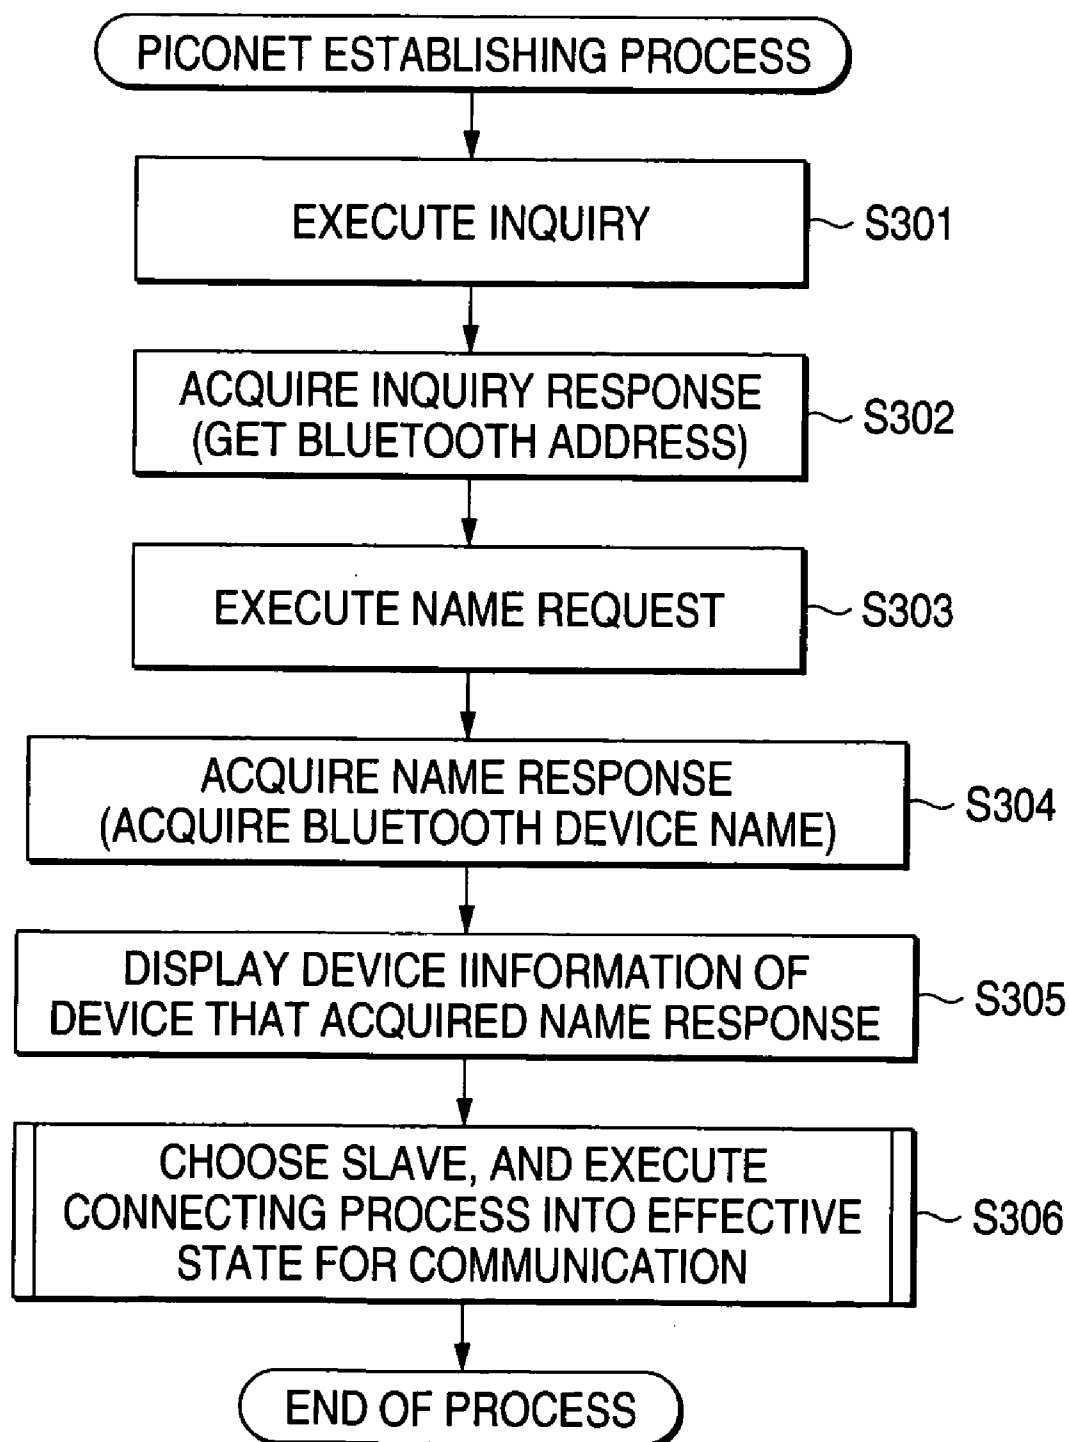 PICONET ESTABLISHING PROCESS
EXECUTE INQUIRY
S301
ACQUIRE INQUIRY RESPONSE
(GET BLUETOOTH ADDRESS)
S302
EXECUTE NAME REQUEST
S303
ACQUIRE NAME RESPONSE
(ACQUIRE BLUETOOTH DEVICE NAME)
S304
DISPLAY DEVICE IINFORMATION OF
DEVICE THAT ACQUIRED NAME RESPONSE
S305
CHOOSE SLAVE, AND EXECUTE
CONNECTING PROCESS INTO EFFECTIVE
STATE FOR COMMUNICATION
S306
END OF PROCESS